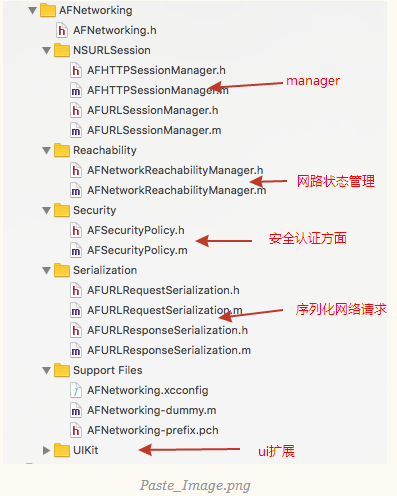 AFNetworking
AFNetworking.h
NSURLSession
AFHTTPSessionManager.h
AFHTTPSessionManager.m
manager
AFURLSessionManager.h
AFURLSessionManager.m
Reachability
AFNetworkReachabilityManager.h
AFNetworkReachabilityManager.m
网路状态管理
Security
AFSecurityPolicy.h
安全认证方面
AFSecurityPolicy.m
Serialization
AFURLRequestSerialization.h
AFURLRequestSerialization.m
序列化网络请求
AFURLResponseSerialization.h
AFURLResponseSerialization.m
Support Files
AFNetworking.xcconfig
AFNetworking-dummy.m
AFNetworking-prefix.pch
UIKit
ui扩展
Paste_Image.png